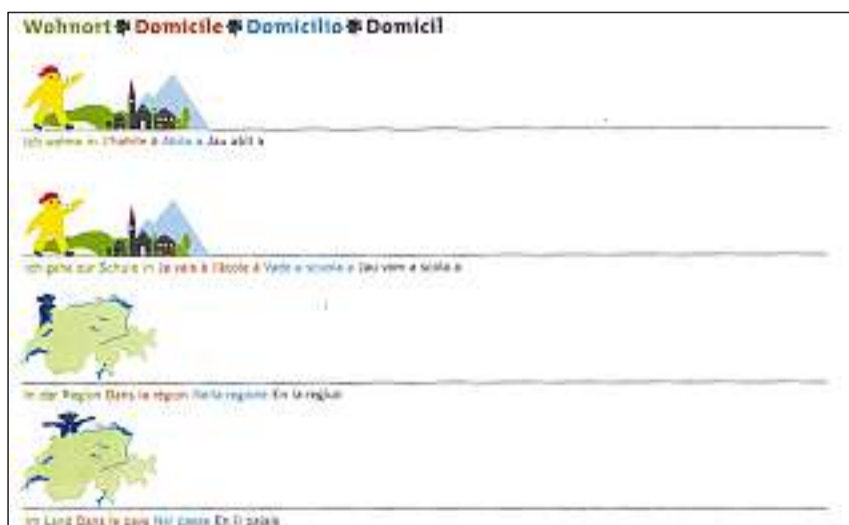 Wohnort ✽ Domicile ✽ Domicilio ✽ Domicil
Ich wohne in J'habite à Abito a Jau abit a
Ich gehe zur Schule in Je vais à l'école à Vado a scuola a Jau vom a scola a
In der Region Dans la région Nella regione En la regiun
Im Land Dans le pays Nel paese En il pajais